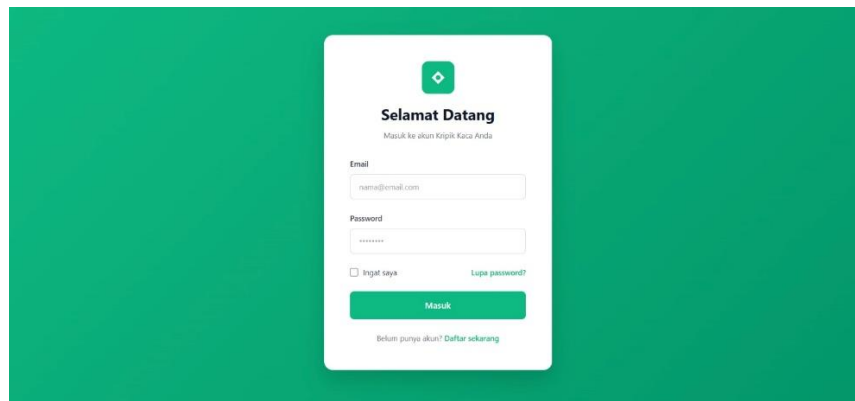 Selamat Datang
Masuk ke akun Kripik Kaca Anda
Email
nama@email.com
Password
••••••••
Ingat saya
Lupa password?
Masuk
Belum punya akun? Daftar sekarang